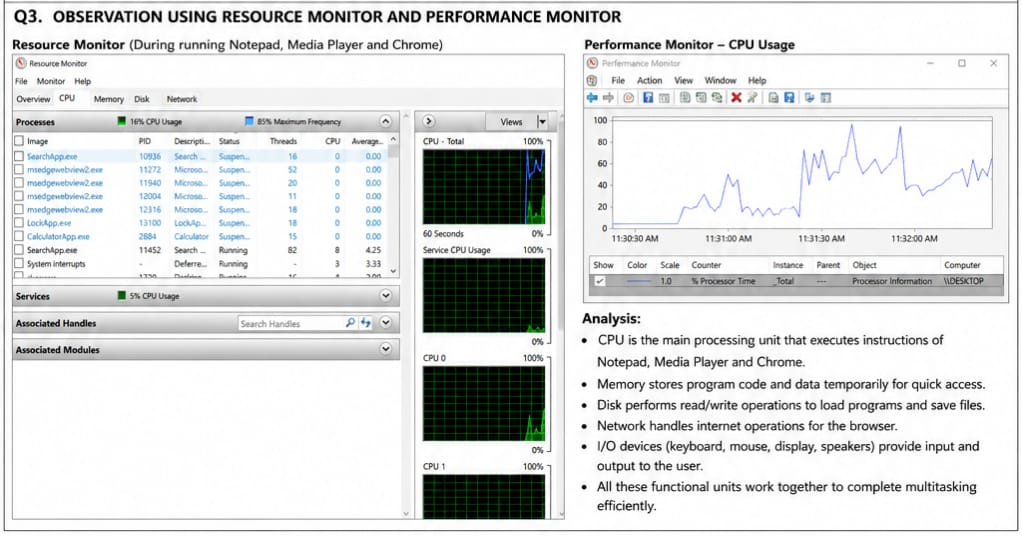 Q3. OBSERVATION USING RESOURCE MONITOR AND PERFORMANCE MONITOR
Resource Monitor (During running Notepad, Media Player and Chrome)
Resource Monitor
File Monitor Help
Overview CPU Memory Disk Network
Processes 16% CPU Usage 85% Maximum Frequency
Image PID Descripti... Status Threads CPU Average...
SearchApp.exe 10936 Search ... Suspen... 16 0 0.00
msedgewebview2.exe 11272 Microso... Suspen... 52 0 0.00
msedgewebview2.exe 11940 Microso... Suspen... 20 0 0.00
msedgewebview2.exe 12004 Microso... Suspen... 11 0 0.00
msedgewebview2.exe 12316 Microso... Suspen... 18 0 0.00
LockApp.exe 13100 LockAp... Suspen... 18 0 0.00
CalculatorApp.exe 2884 Calculator Suspen... 15 0 0.00
SearchApp.exe 11452 Search ... Running 82 8 4.25
System interrupts - Deferre... Running - 3 3.33
Services 5% CPU Usage
Associated Handles Search Handles
Associated Modules
Views
CPU - Total 100%
60 Seconds 0%
Service CPU Usage 100%
0%
CPU 0 100%
0%
CPU 1 100%
Performance Monitor – CPU Usage
Performance Monitor
File Action View Window Help
100
80
60
40
20
0
11:30:30 AM 11:31:00 AM 11:31:30 AM 11:32:00 AM
Show Color Scale Counter Instance Parent Object Computer
1.0 % Processor Time _Total --- Processor Information \\DESKTOP
Analysis:
• CPU is the main processing unit that executes instructions of
Notepad, Media Player and Chrome.
• Memory stores program code and data temporarily for quick access.
• Disk performs read/write operations to load programs and save files.
• Network handles internet operations for the browser.
• I/O devices (keyboard, mouse, display, speakers) provide input and
output to the user.
• All these functional units work together to complete multitasking
efficiently.